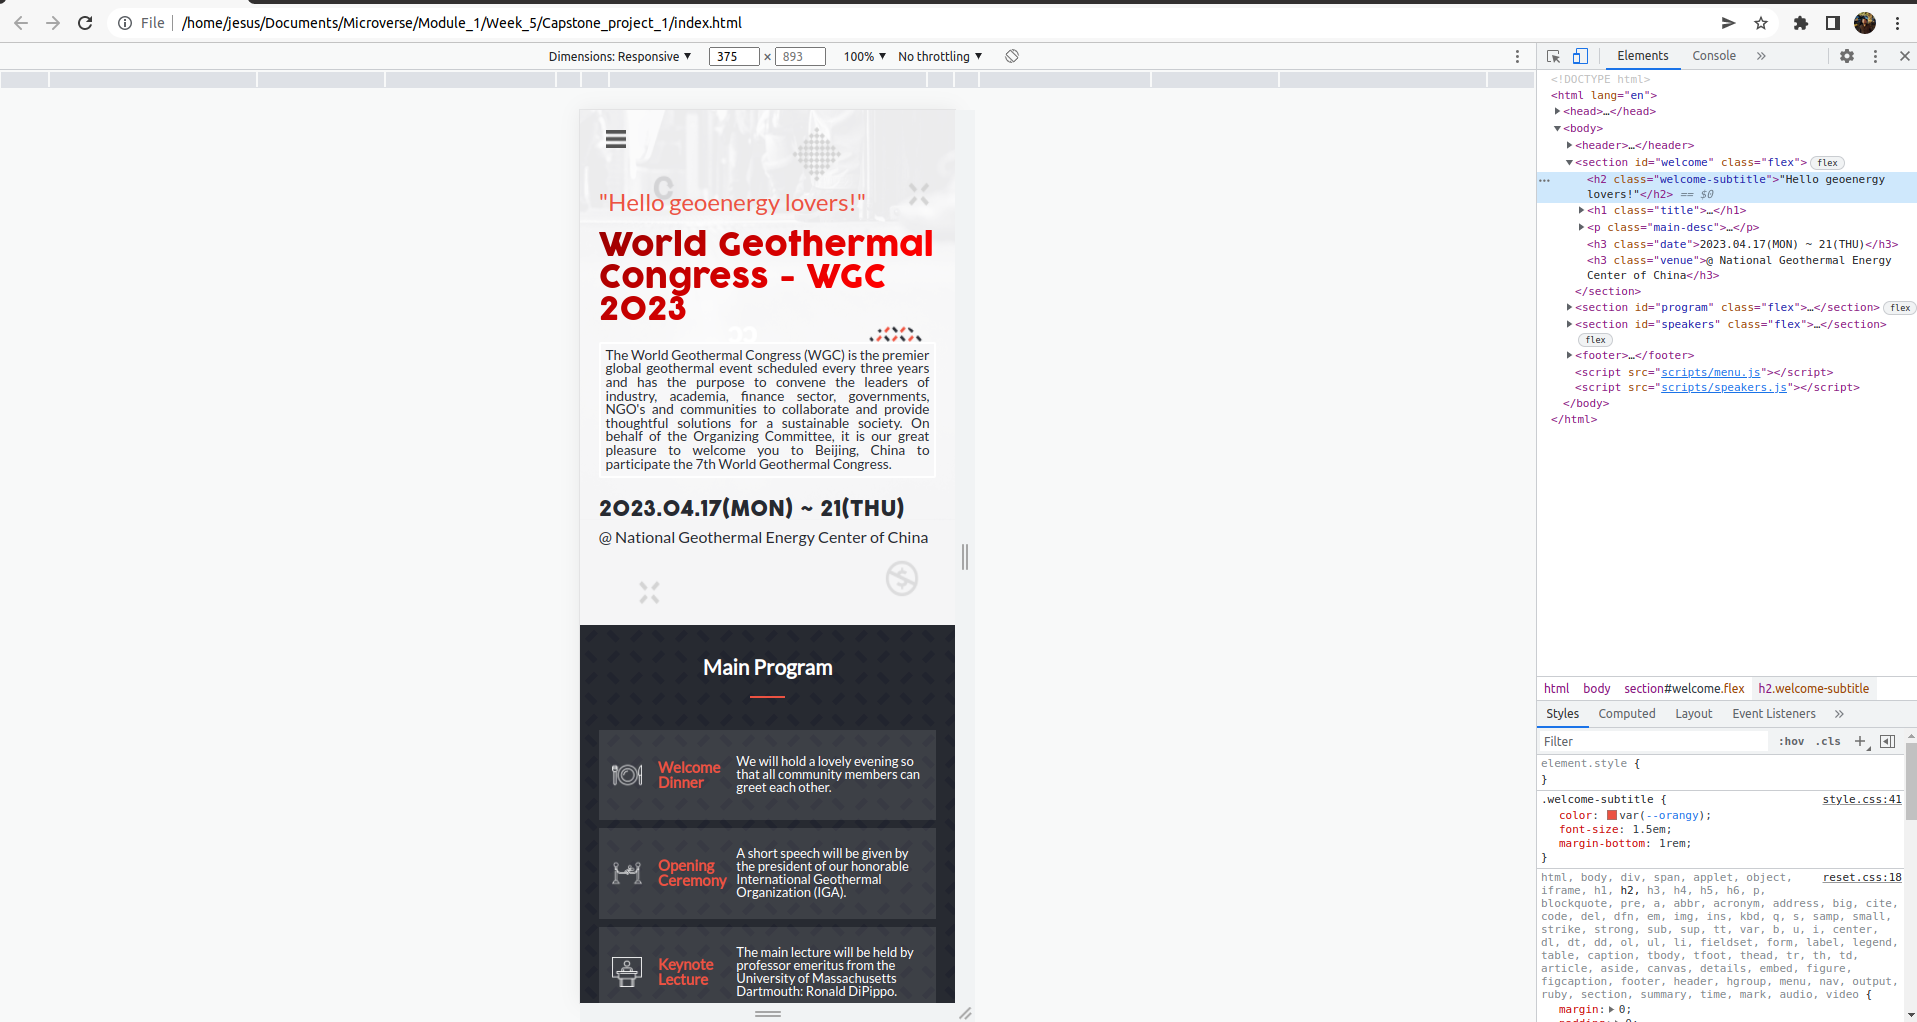 File
/home/jesus/Documents/Microverse/Module_1/Week_5/Capstone_project_1/index.html
Dimensions: Responsive
375
×
893
100%
No throttling
"Hello geoenergy lovers!"
World Geothermal
Congress - WGC
2023
The World Geothermal Congress (WGC) is the premier
global geothermal event scheduled every three years
and has the purpose to convene the leaders of
industry, academia, finance sector, governments,
NGO's and communities to collaborate and provide
thoughtful solutions for a sustainable society. On
behalf of the Organizing Committee, it is our great
pleasure to welcome you to Beijing, China to
participate the 7th World Geothermal Congress.
2023.04.17(MON) ~ 21(THU)
@ National Geothermal Energy Center of China
Main Program
Welcome
Dinner
We will hold a lovely evening so
that all community members can
greet each other.
Opening
Ceremony
A short speech will be given by
the president of our honorable
International Geothermal
Organization (IGA).
Keynote
Lecture
The main lecture will be held by
professor emeritus from the
University of Massachusetts
Dartmouth: Ronald DiPippo.
Elements
Console
<!DOCTYPE html>
<html lang="en">
<head>…</head>
<body>
<header>…</header>
<section id="welcome" class="flex"> flex
<h2 class="welcome-subtitle">"Hello geoenergy
lovers!"</h2> == $0
<h1 class="title">…</h1>
<p class="main-desc">…</p>
<h3 class="date">2023.04.17(MON) ~ 21(THU)</h3>
<h3 class="venue">@ National Geothermal Energy
Center of China</h3>
</section>
<section id="program" class="flex">…</section> flex
<section id="speakers" class="flex">…</section>
flex
<footer>…</footer>
<script src="scripts/menu.js"></script>
<script src="scripts/speakers.js"></script>
</body>
</html>
html body section#welcome.flex h2.welcome-subtitle
Styles Computed Layout Event Listeners
Filter
:hov .cls
element.style {
}
.welcome-subtitle { style.css:41
color: var(--orangy);
font-size: 1.5em;
margin-bottom: 1rem;
}
html, body, div, span, applet, object, reset.css:18
iframe, h1, h2, h3, h4, h5, h6, p,
blockquote, pre, a, abbr, acronym, address, big, cite,
code, del, dfn, em, img, ins, kbd, q, s, samp, small,
strike, strong, sub, sup, tt, var, b, u, i, center,
dl, dt, dd, ol, ul, li, fieldset, form, label, legend,
table, caption, tbody, tfoot, thead, tr, th, td,
article, aside, canvas, details, embed, figure,
figcaption, footer, header, hgroup, menu, nav, output,
ruby, section, summary, time, mark, audio, video {
margin: 0;